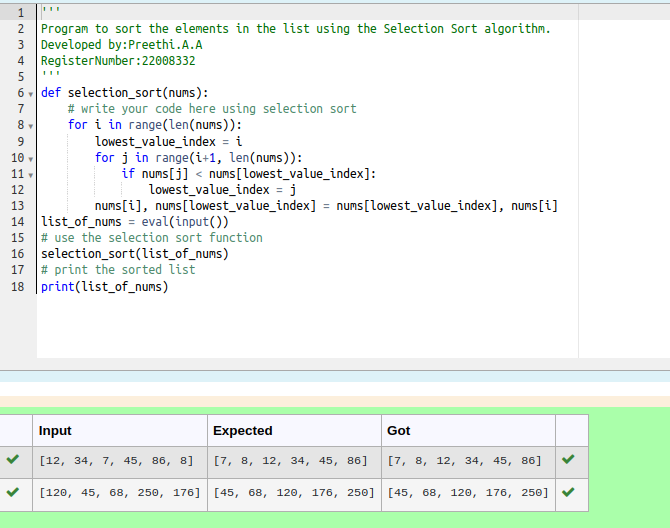 1 '''
2 Program to sort the elements in the list using the Selection Sort algorithm.
3 Developed by:Preethi.A.A
4 RegisterNumber:22008332
5 '''
6 def selection_sort(nums):
7     # write your code here using selection sort
8     for i in range(len(nums)):
9         lowest_value_index = i
10         for j in range(i+1, len(nums)):
11             if nums[j] < nums[lowest_value_index]:
12                 lowest_value_index = j
13         nums[i], nums[lowest_value_index] = nums[lowest_value_index], nums[i]
14 list_of_nums = eval(input())
15 # use the selection sort function
16 selection_sort(list_of_nums)
17 # print the sorted list
18 print(list_of_nums)
Input Expected Got
[12, 34, 7, 45, 86, 8] [7, 8, 12, 34, 45, 86] [7, 8, 12, 34, 45, 86]
[120, 45, 68, 250, 176] [45, 68, 120, 176, 250] [45, 68, 120, 176, 250]